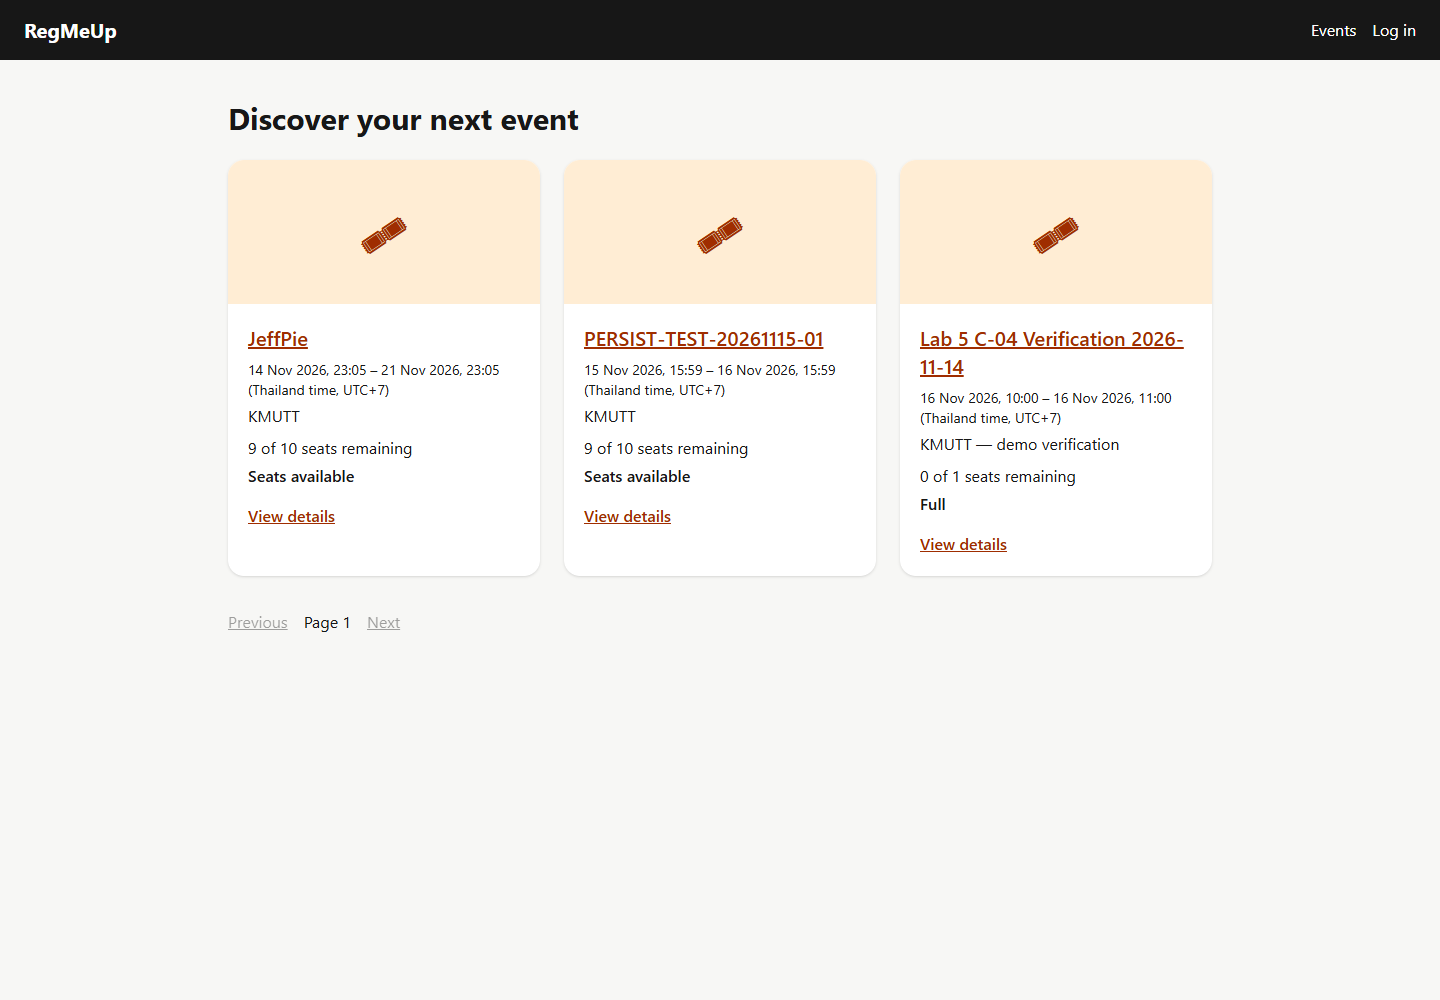 RegMeUp
Events
Log in
Discover your next event
JeffPie
14 Nov 2026, 23:05 – 21 Nov 2026, 23:05
(Thailand time, UTC+7)
KMUTT
9 of 10 seats remaining
Seats available
View details
PERSIST-TEST-20261115-01
15 Nov 2026, 15:59 – 16 Nov 2026, 15:59
(Thailand time, UTC+7)
KMUTT
9 of 10 seats remaining
Seats available
View details
Lab 5 C-04 Verification 2026-
11-14
16 Nov 2026, 10:00 – 16 Nov 2026, 11:00
(Thailand time, UTC+7)
KMUTT — demo verification
0 of 1 seats remaining
Full
View details
Previous
Page 1
Next